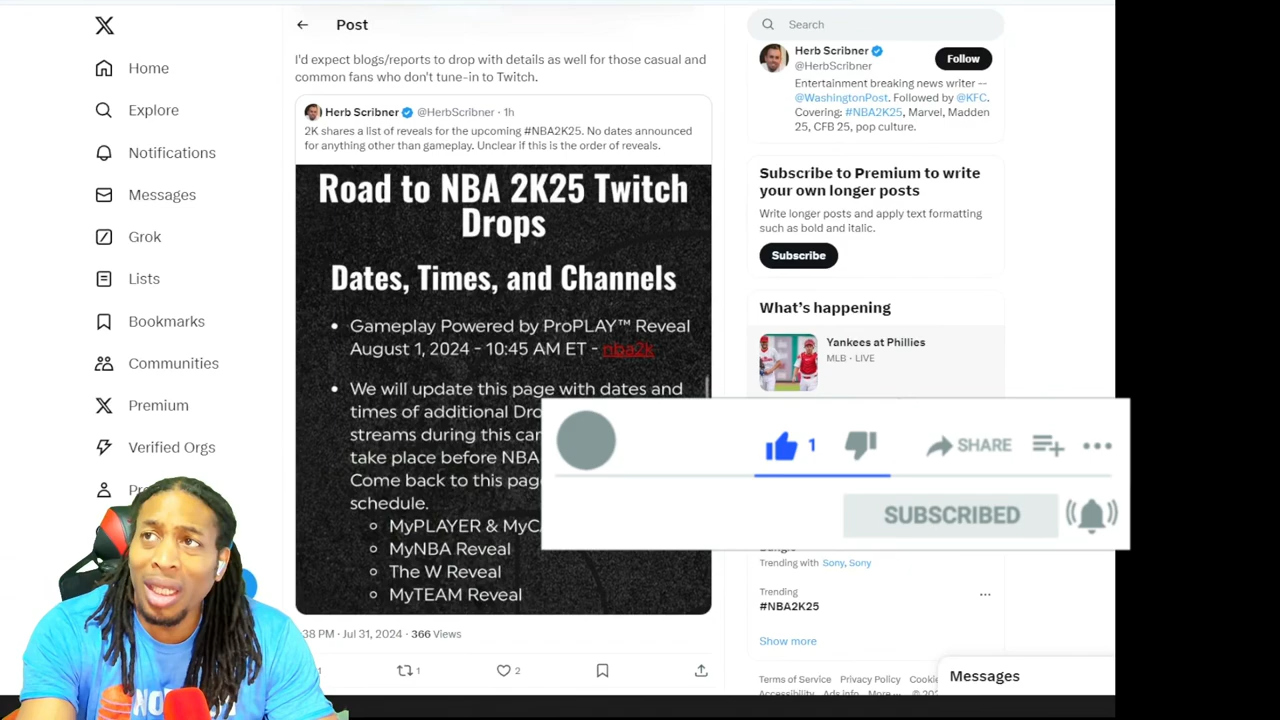 Post
Search
Home
Explore
Notifications
Messages
Grok
Lists
Bookmarks
Communities
Premium
Verified Orgs
I'd expect blogs/reports to drop with details as well for those casual and
common fans who don't tune-in to Twitch.
Herb Scribner @HerbScribner · 1h
2K shares a list of reveals for the upcoming #NBA2K25. No dates announced
for anything other than gameplay. Unclear if this is the order of reveals.
Road to NBA 2K25 Twitch
Drops
Dates, Times, and Channels
• Gameplay Powered by ProPLAY™ Reveal
August 1, 2024 - 10:45 AM ET - nba2k
• We will update this page with dates and
times of additional
streams during this
take place before NBA
Come back to this
schedule.
MyPLAYER &
MyNBA Reveal
The W Reveal
MyTEAM Reveal
38 PM · Jul 31, 2024 · 366 Views
1
2
Herb Scribner
@HerbScribner
Follow
Entertainment breaking news writer --
@WashingtonPost. Followed by @KFC.
Covering: #NBA2K25, Marvel, Madden
25, CFB 25, pop culture.
Subscribe to Premium to write
your own longer posts
Write longer posts and apply text formatting
such as bold and italic.
Subscribe
What's happening
Yankees at Phillies
MLB · LIVE
1
SHARE
SUBSCRIBED
Trending with Sony, Sony
Trending
#NBA2K25
Show more
Terms of Service Privacy Policy
Accessibility Ads info More
Messages